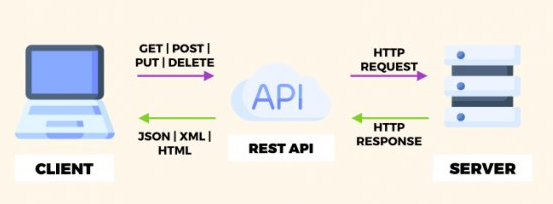 GET | POST |
PUT | DELETE
HTTP
REQUEST
API
JSON | XML |
HTML
HTTP
RESPONSE
CLIENT
REST API
SERVER